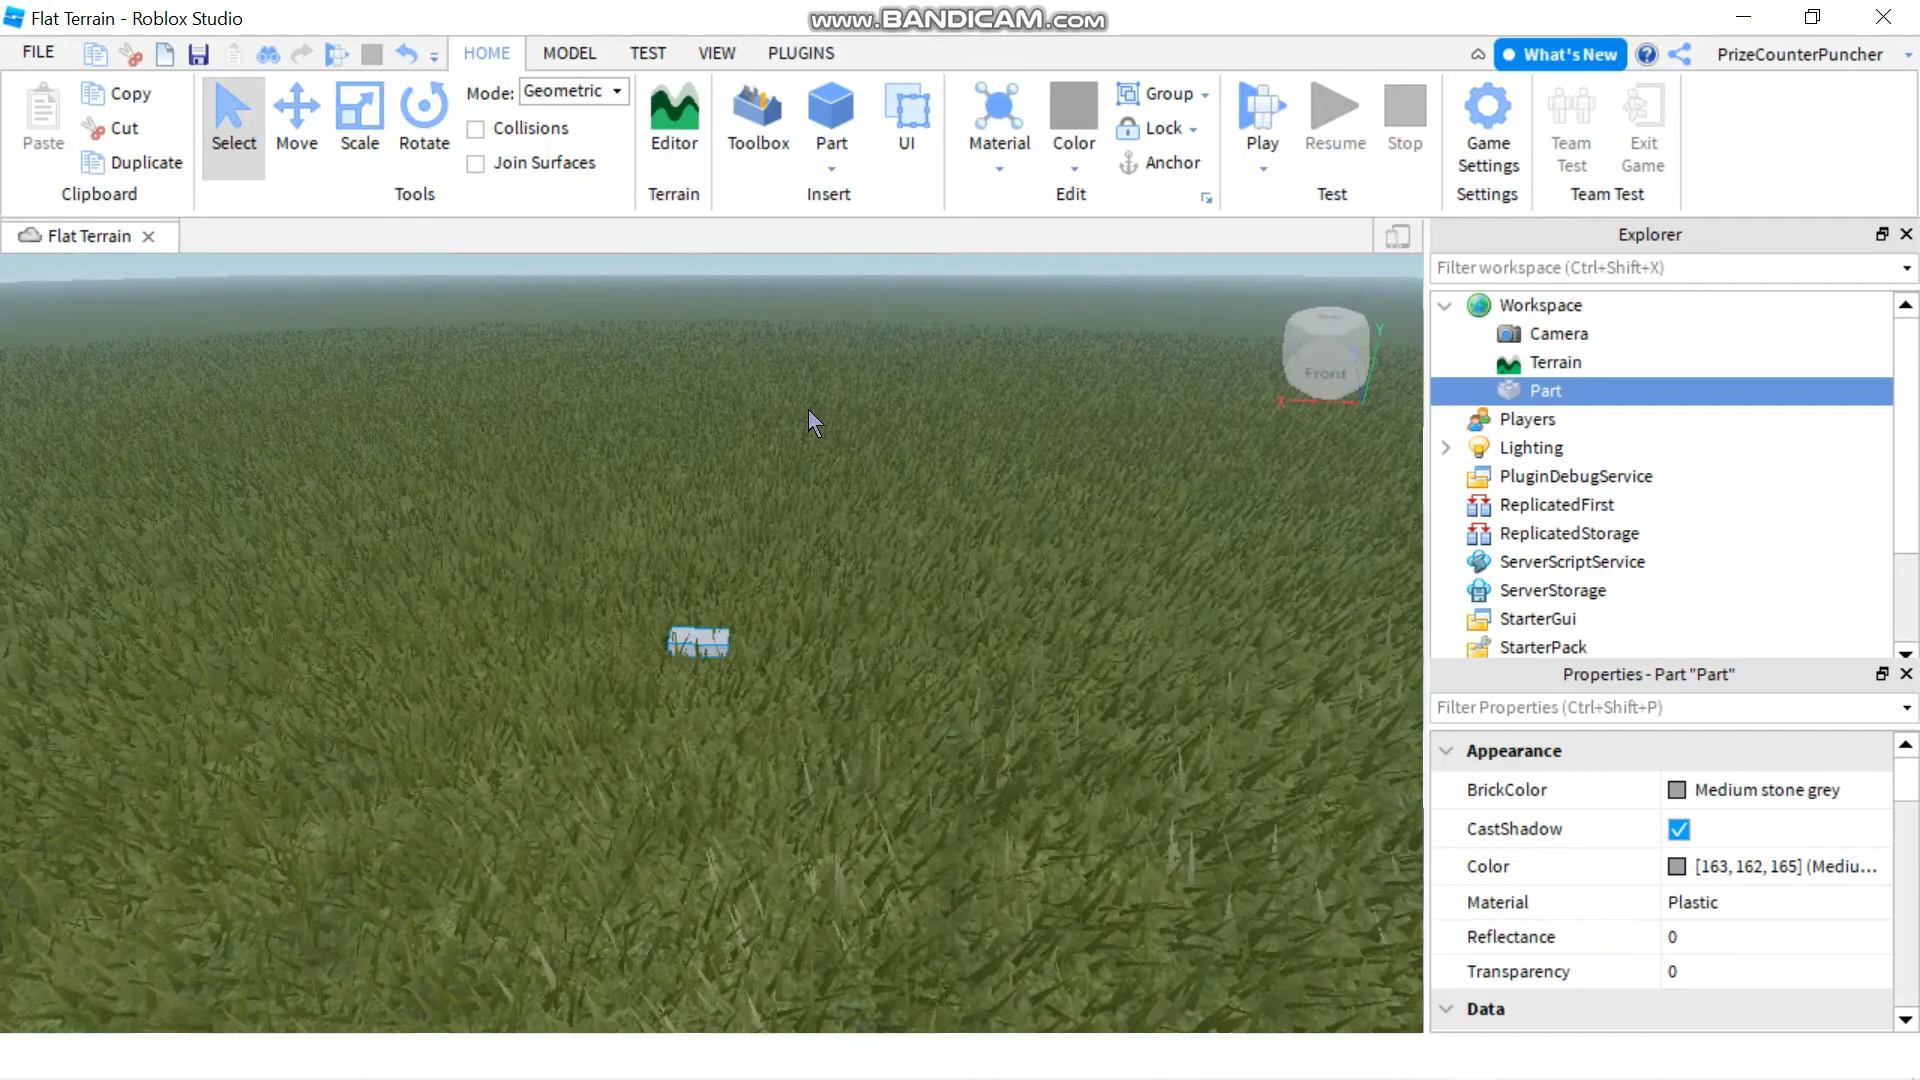 Flat Terrain - Roblox Studio
www.BANDICAM.com
FILE HOME MODEL TEST VIEW PLUGINS What's New PrizeCounterPuncher
Paste Copy Cut Duplicate
Clipboard
Select Move Scale Rotate
Mode: Geometric
Collisions
Join Surfaces
Tools
Editor
Terrain
Toolbox Part UI
Insert
Material Color Group Lock Anchor
Edit
Play Resume Stop
Test
Game Settings
Settings
Team Test Exit Game
Team Test
Flat Terrain
Front
X
Y
Explorer
Filter workspace (Ctrl+Shift+X)
Workspace
Camera
Terrain
Part
Players
Lighting
PluginDebugService
ReplicatedFirst
ReplicatedStorage
ServerScriptService
ServerStorage
StarterGui
StarterPack
Properties - Part "Part"
Filter Properties (Ctrl+Shift+P)
Appearance
BrickColor Medium stone grey
CastShadow
Color [163, 162, 165] (Mediu...
Material Plastic
Reflectance 0
Transparency 0
Data